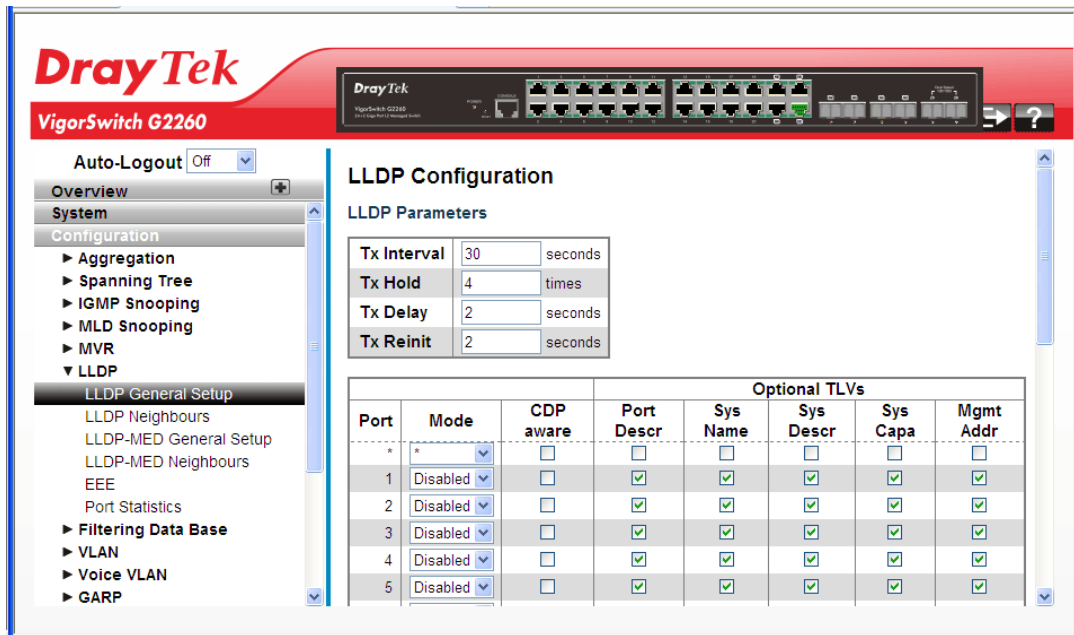 DrayTek
VigorSwitch G2260
DrayTek
VigorSwitch G2260
?
Auto-Logout Off
Overview
System
Configuration
Aggregation
Spanning Tree
IGMP Snooping
MLD Snooping
MVR
LLDP
LLDP General Setup
LLDP Neighbours
LLDP-MED General Setup
LLDP-MED Neighbours
EEE
Port Statistics
Filtering Data Base
VLAN
Voice VLAN
GARP
LLDP Configuration
LLDP Parameters
Tx Interval 30 seconds
Tx Hold 4 times
Tx Delay 2 seconds
Tx Reinit 2 seconds
Optional TLVs
Port Mode CDP aware Port Descr Sys Name Sys Descr Sys Capa Mgmt Addr
* *
1 Disabled
2 Disabled
3 Disabled
4 Disabled
5 Disabled